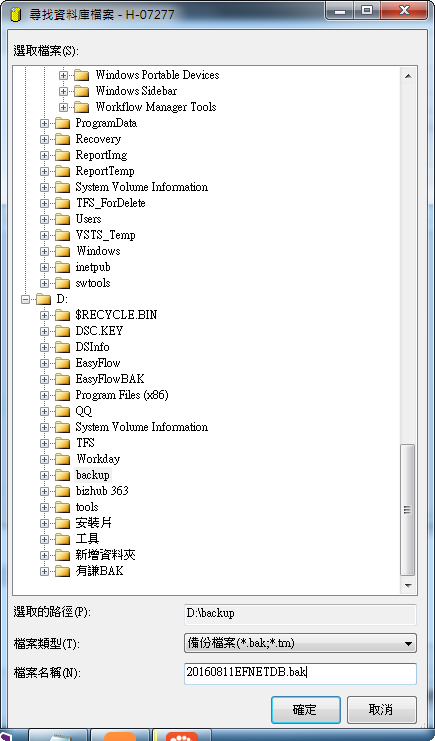 尋找資料庫檔案 - H-07277
選取檔案(S):
Windows Portable Devices
Windows Sidebar
Workflow Manager Tools
ProgramData
Recovery
ReportImg
ReportTemp
System Volume Information
TFS_ForDelete
Users
VSTS_Temp
Windows
inetpub
swtools
D:
$RECYCLE.BIN
DSC.KEY
DSInfo
EasyFlow
EasyFlowBAK
Program Files (x86)
QQ
System Volume Information
TFS
Workday
backup
bizhub 363
tools
安裝片
工具
新增資料夾
有謙BAK
選取的路徑(P):
D:\backup
檔案類型(T):
備份檔案(*.bak;*.trn)
檔案名稱(N):
20160811EFNETDB.bak
確定
取消